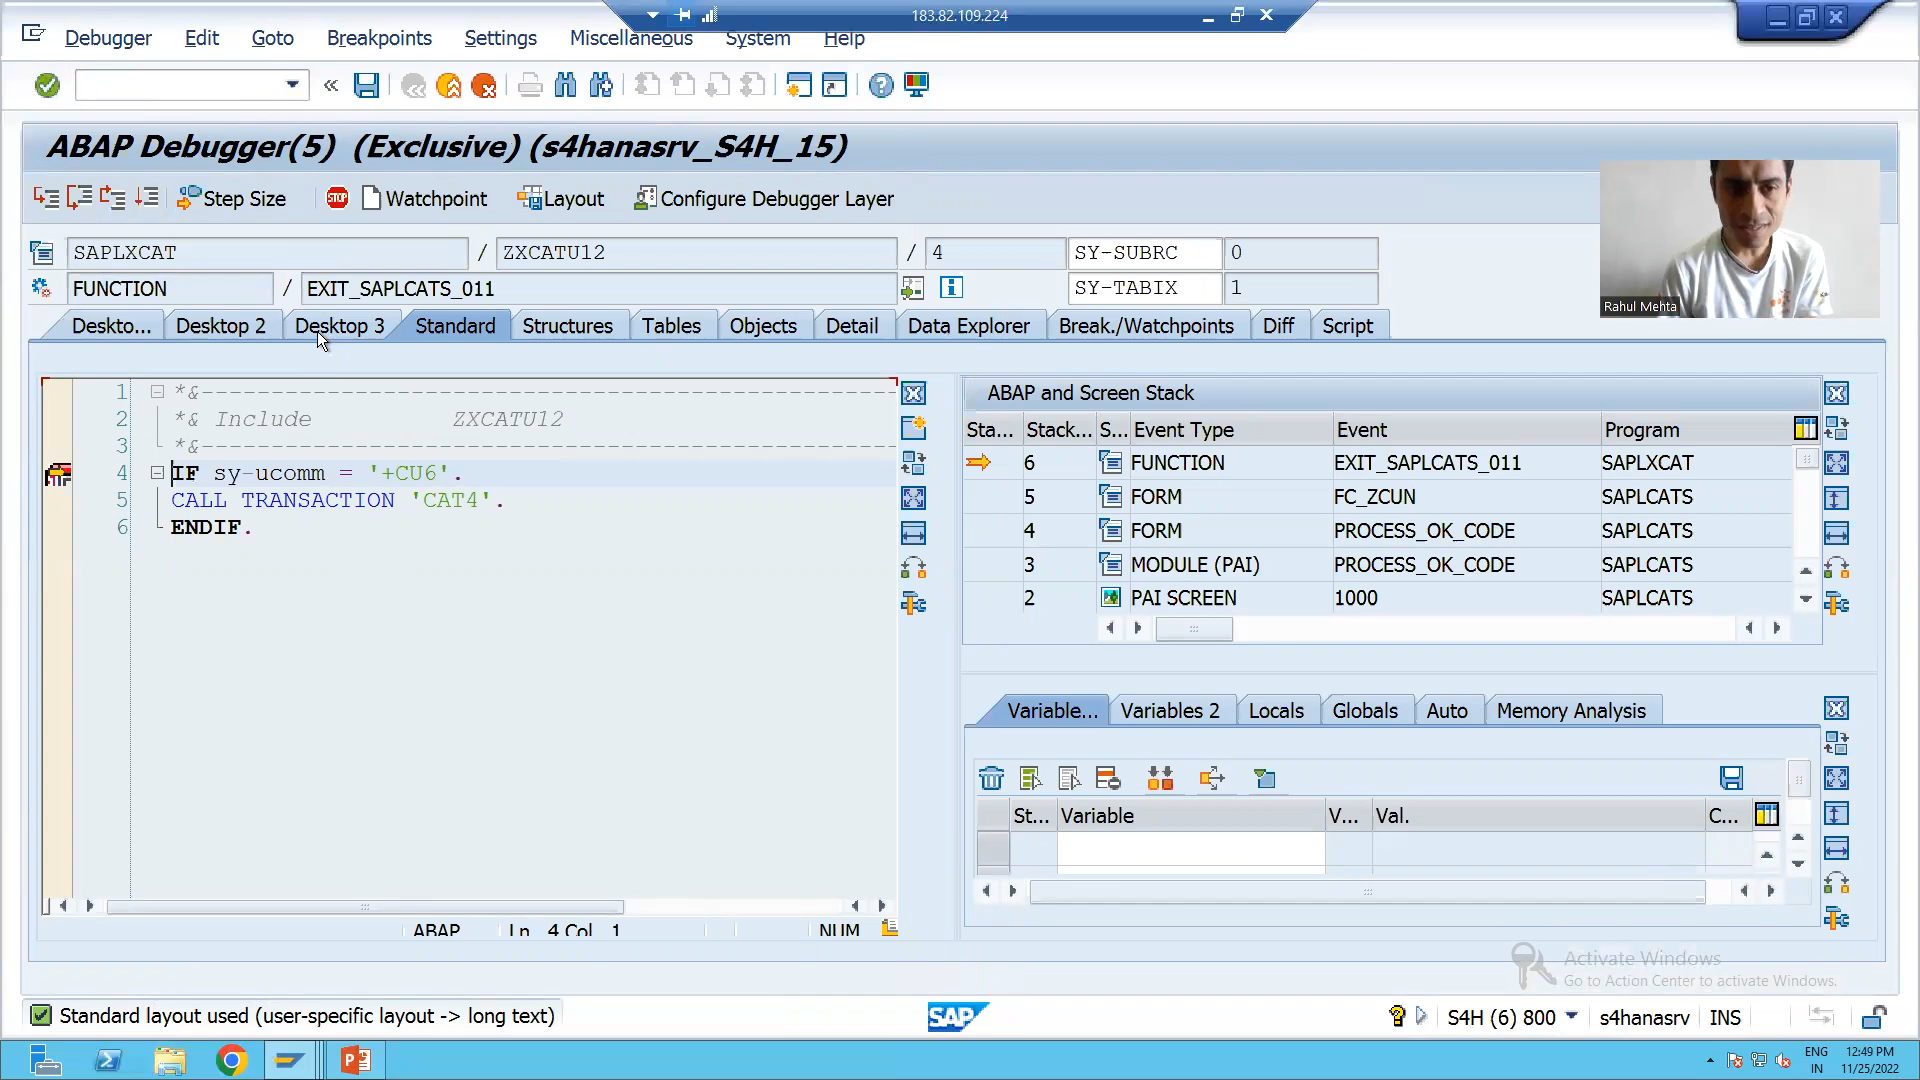 183.82.109.224
Debugger Edit Goto Breakpoints Settings Miscellaneous System Help
ABAP Debugger(5) (Exclusive) (s4hanasrv_S4H_15)
Step Size STOP Watchpoint Layout Configure Debugger Layer
SAPLXCAT / ZXCATU12 / 4 SY-SUBRC 0
FUNCTION / EXIT_SAPLCATS_011 SY-TABIX 1
Rahul Mehta
Deskto... Desktop 2 Desktop 3 Standard Structures Tables Objects Detail Data Explorer Break./Watchpoints Diff Script
1 *&---------------------------------------------------
2 *& Include ZXCATU12
3 *&---------------------------------------------------
4 IF sy-ucomm = '+CU6'.
5 CALL TRANSACTION 'CAT4'.
6 ENDIF.
ABAP Ln 4 Col 1 NUM
ABAP and Screen Stack
Sta... Stack... S... Event Type Event Program
6 FUNCTION EXIT_SAPLCATS_011 SAPLXCAT
5 FORM FC_ZCUN SAPLCATS
4 FORM PROCESS_OK_CODE SAPLCATS
3 MODULE (PAI) PROCESS_OK_CODE SAPLCATS
2 PAI SCREEN 1000 SAPLCATS
Variable... Variables 2 Locals Globals Auto Memory Analysis
St... Variable V... Val. C...
Activate Windows
Go to Action Center to activate Windows.
Standard layout used (user-specific layout -> long text)
SAP
S4H (6) 800 s4hanasrv INS
ENG 12:49 PM
IN 11/25/2022